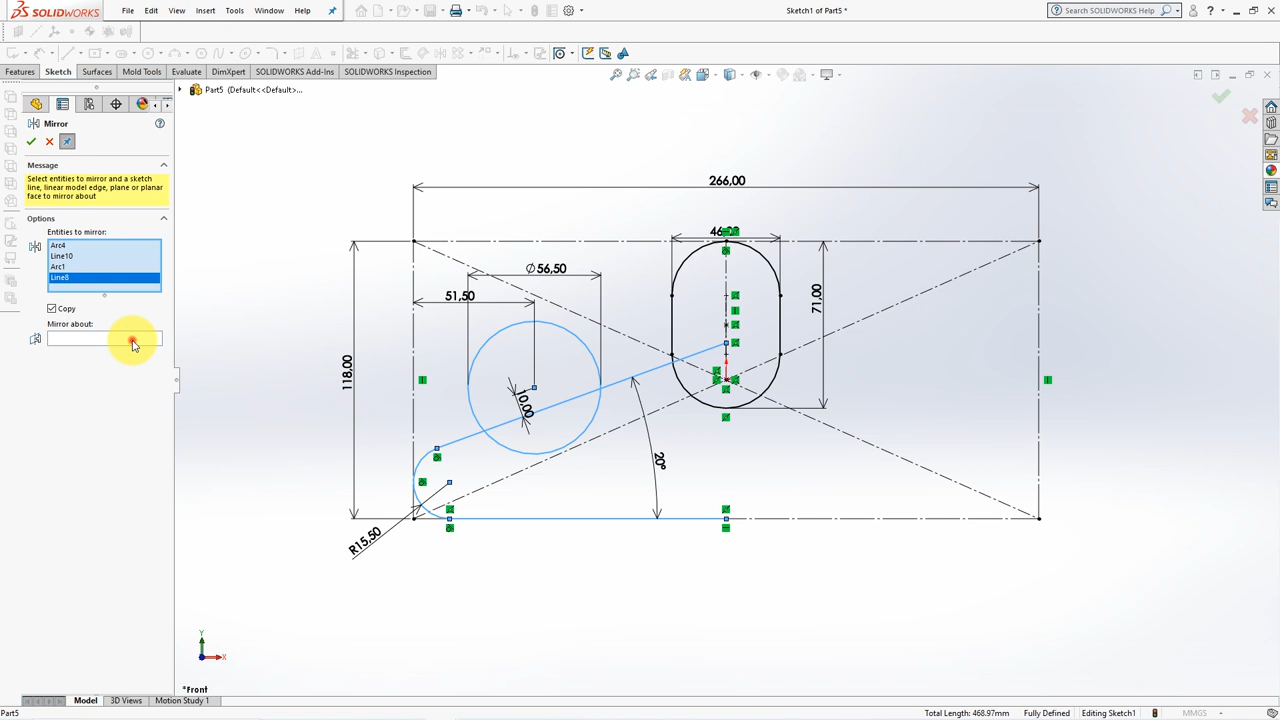 SOLIDWORKS
File Edit View Insert Tools Window Help
Sketch1 of Part5 *
Search SOLIDWORKS Help
Features Sketch Surfaces Mold Tools Evaluate DimXpert SOLIDWORKS Add-Ins SOLIDWORKS Inspection
Part5 (Default<<Default>...
Mirror
Message
Select entities to mirror and a sketch
line, linear model edge, plane or planar
face to mirror about
Options
Entities to mirror:
Arc4
Line10
Arc1
Line8
Copy
Mirror about:
266,00
Ø56,50
51,50
71,00
118,00
10,00
20°
R15,50
Y
X
*Front
Model 3D Views Motion Study 1
Part5
Total Length: 468.97mm Fully Defined Editing Sketch1 MMGS